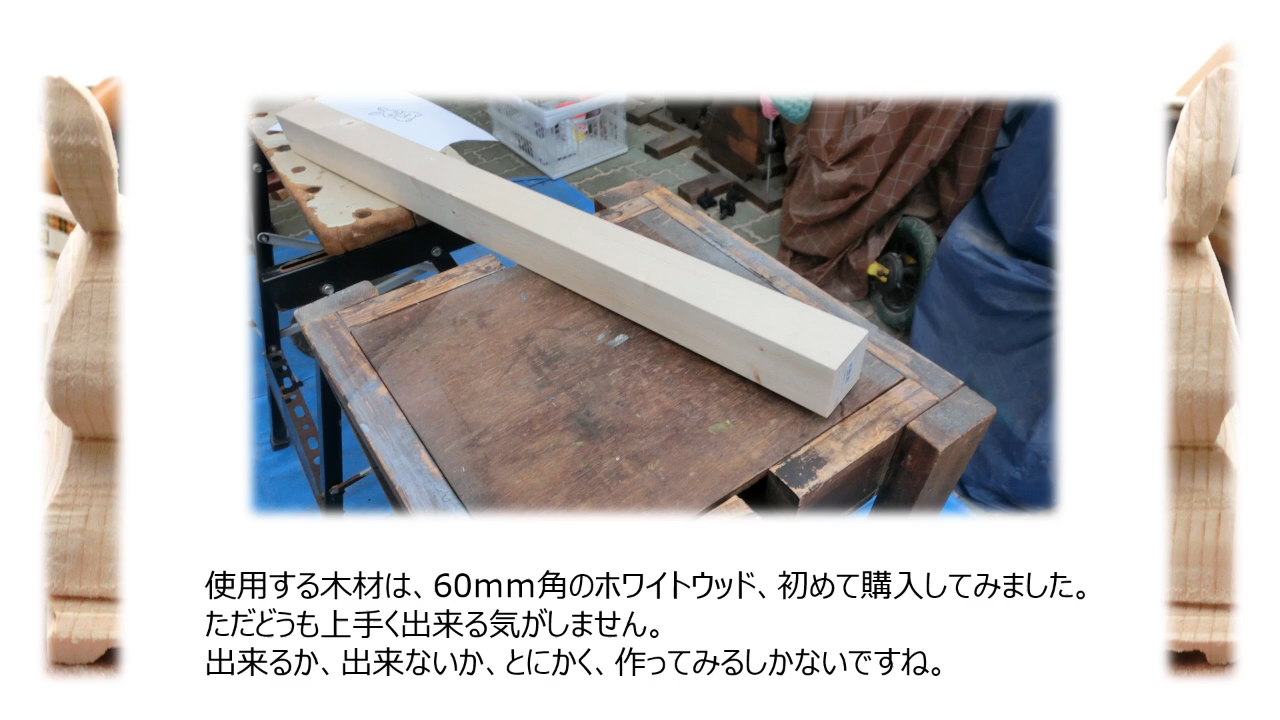 使用する木材は、60mm角のホワイトウッド、初めて購入してみました。
ただどうも上手く出来る気がしません。
出来るか、出来ないか、とにかく、作ってみるしかないですね。